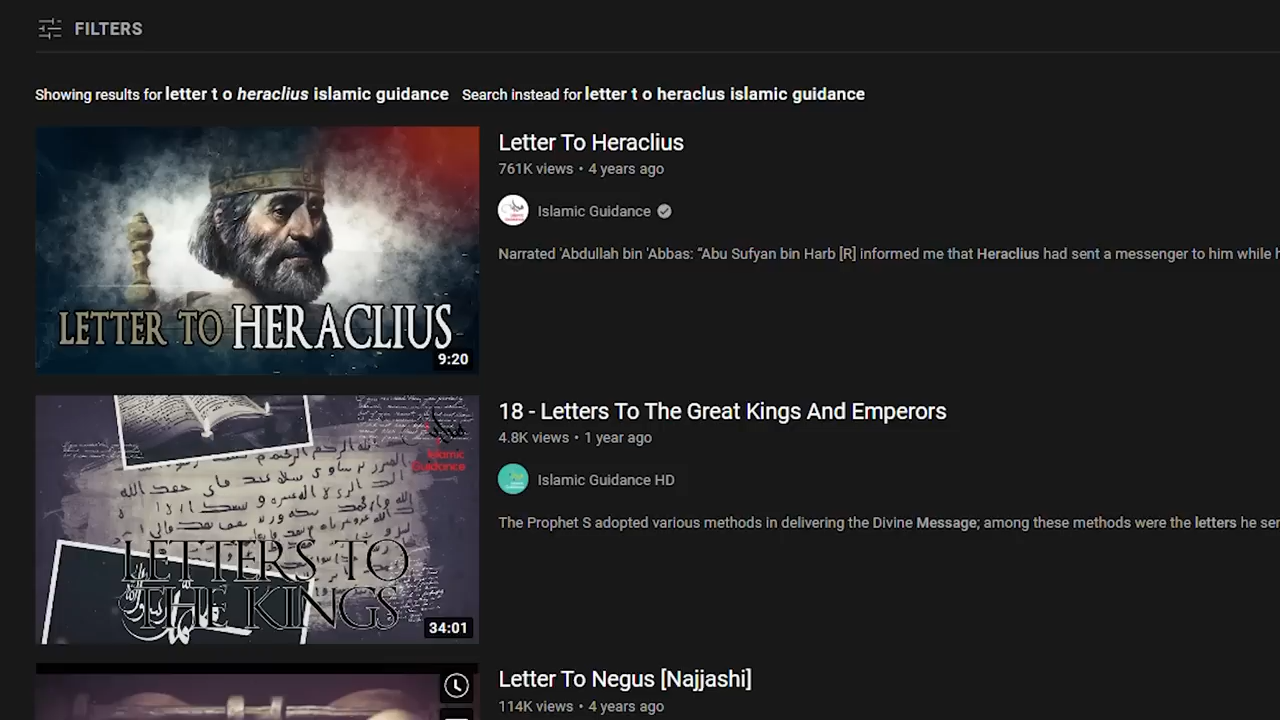 FILTERS
Showing results for letter t o heraclius islamic guidance Search instead for letter t o heraclus islamic guidance
LETTER TO HERACLIUS
9:20
Letter To Heraclius
761K views • 4 years ago
Islamic Guidance
Narrated 'Abdullah bin 'Abbas: “Abu Sufyan bin Harb [R] informed me that Heraclius had sent a messenger to him while
Islamic
Guidance
LETTERS TO
THE KINGS
34:01
18 - Letters To The Great Kings And Emperors
4.8K views • 1 year ago
Islamic Guidance HD
The Prophet S adopted various methods in delivering the Divine Message; among these methods were the letters he
Letter To Negus [Najjashi]
114K views • 4 years ago